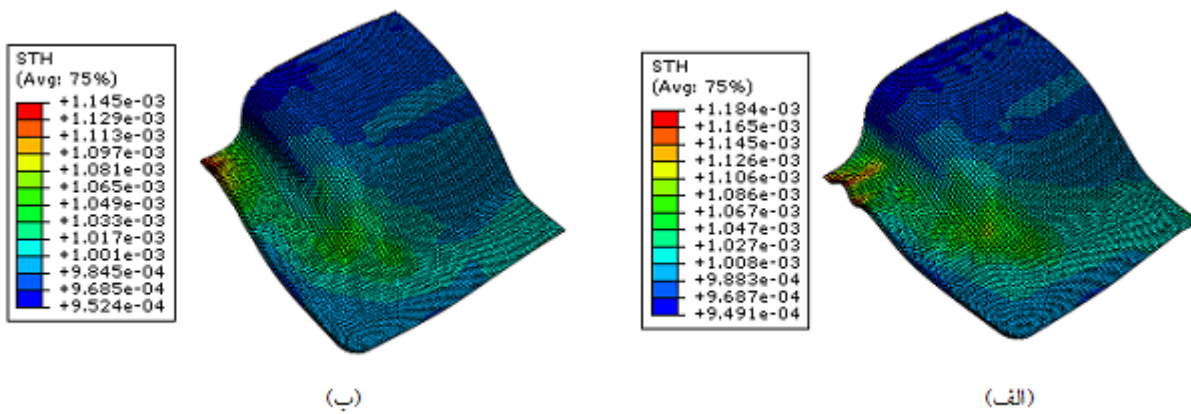 STH
(Avg: 75%)
+1.145e-03
+1.129e-03
+1.113e-03
+1.097e-03
+1.081e-03
+1.065e-03
+1.049e-03
+1.033e-03
+1.017e-03
+1.001e-03
+9.845e-04
+9.685e-04
+9.524e-04
(ب)
STH
(Avg: 75%)
+1.184e-03
+1.165e-03
+1.145e-03
+1.126e-03
+1.106e-03
+1.086e-03
+1.067e-03
+1.047e-03
+1.027e-03
+1.008e-03
+9.883e-04
+9.687e-04
+9.491e-04
(الف)